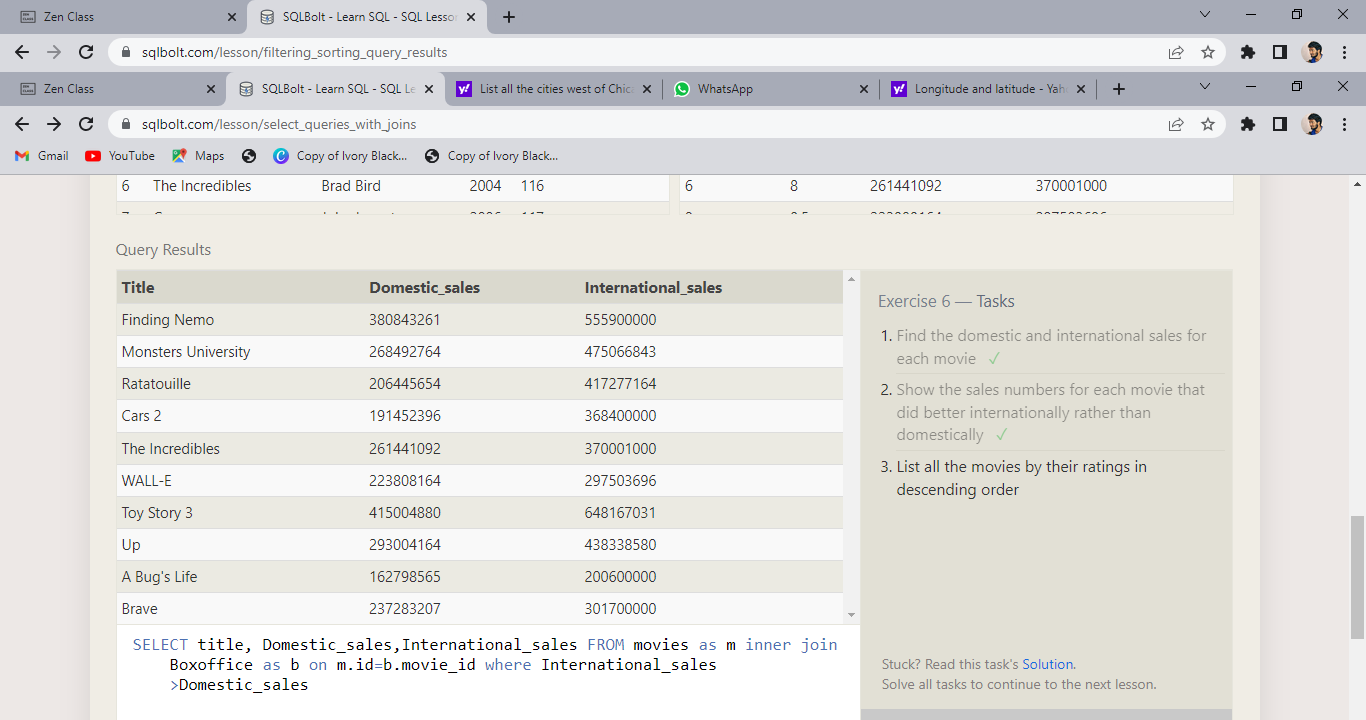 Zen Class
SQLBolt - Learn SQL - SQL Lesson
sqlbolt.com/lesson/filtering_sorting_query_results
Zen Class
SQLBolt - Learn SQL - SQL Le
List all the cities west of Chic
WhatsApp
Longitude and latitude - Yah
sqlbolt.com/lesson/select_queries_with_joins
Gmail
YouTube
Maps
Copy of Ivory Black...
Copy of Ivory Black...
6 The Incredibles Brad Bird 2004 116
6 8 261441092 370001000
Query Results
Title Domestic_sales International_sales
Finding Nemo 380843261 555900000
Monsters University 268492764 475066843
Ratatouille 206445654 417277164
Cars 2 191452396 368400000
The Incredibles 261441092 370001000
WALL-E 223808164 297503696
Toy Story 3 415004880 648167031
Up 293004164 438338580
A Bug's Life 162798565 200600000
Brave 237283207 301700000
SELECT title, Domestic_sales,International_sales FROM movies as m inner join
Boxoffice as b on m.id=b.movie_id where International_sales
>Domestic_sales
Exercise 6 — Tasks
1. Find the domestic and international sales for
each movie ✓
2. Show the sales numbers for each movie that
did better internationally rather than
domestically ✓
3. List all the movies by their ratings in
descending order
Stuck? Read this task's Solution.
Solve all tasks to continue to the next lesson.